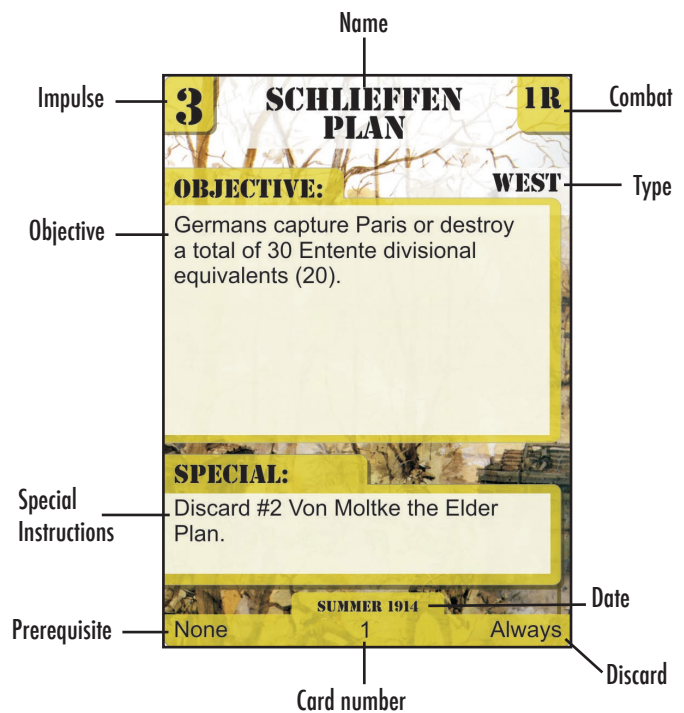 Name
Impulse
3
SCHLIEFFEN
PLAN
1R
Combat
OBJECTIVE:
WEST
Type
Objective
Germans capture Paris or destroy
a total of 30 Entente divisional
equivalents (20).
SPECIAL:
Special
Instructions
Discard #2 Von Moltke the Elder
Plan.
SUMMER 1914
Date
Prerequisite
None
1
Always
Discard
Card number